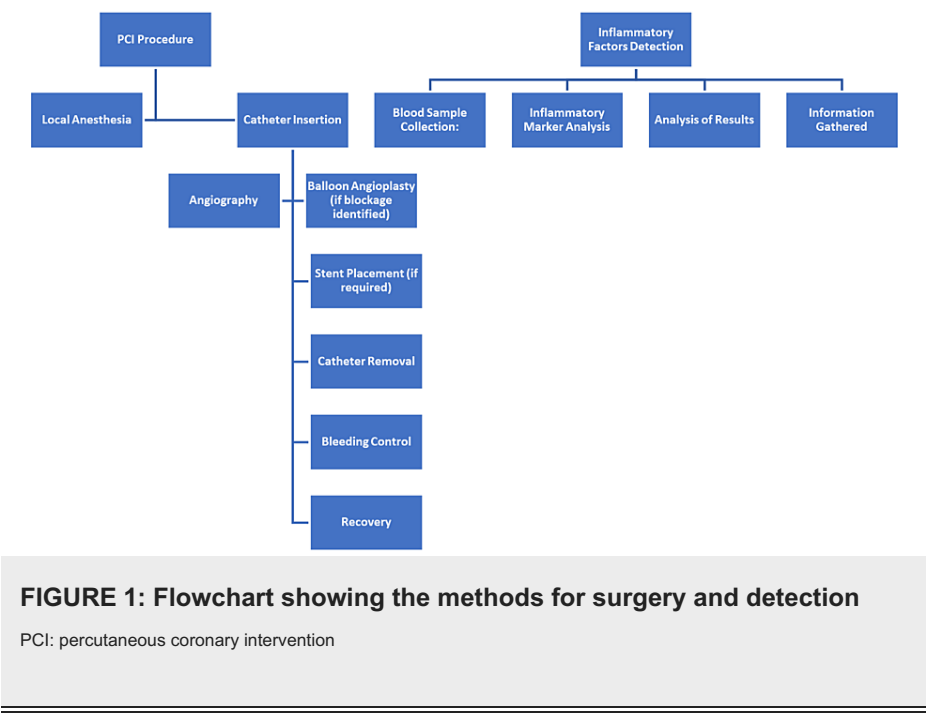 PCI Procedure
Local Anesthesia
Catheter Insertion
Angiography
Balloon Angioplasty
(if blockage
identified)
Stent Placement (if
required)
Catheter Removal
Bleeding Control
Recovery
Inflammatory
Factors Detection
Blood Sample
Collection:
Inflammatory
Marker Analysis
Analysis of Results
Information
Gathered
FIGURE 1: Flowchart showing the methods for surgery and detection
PCI: percutaneous coronary intervention